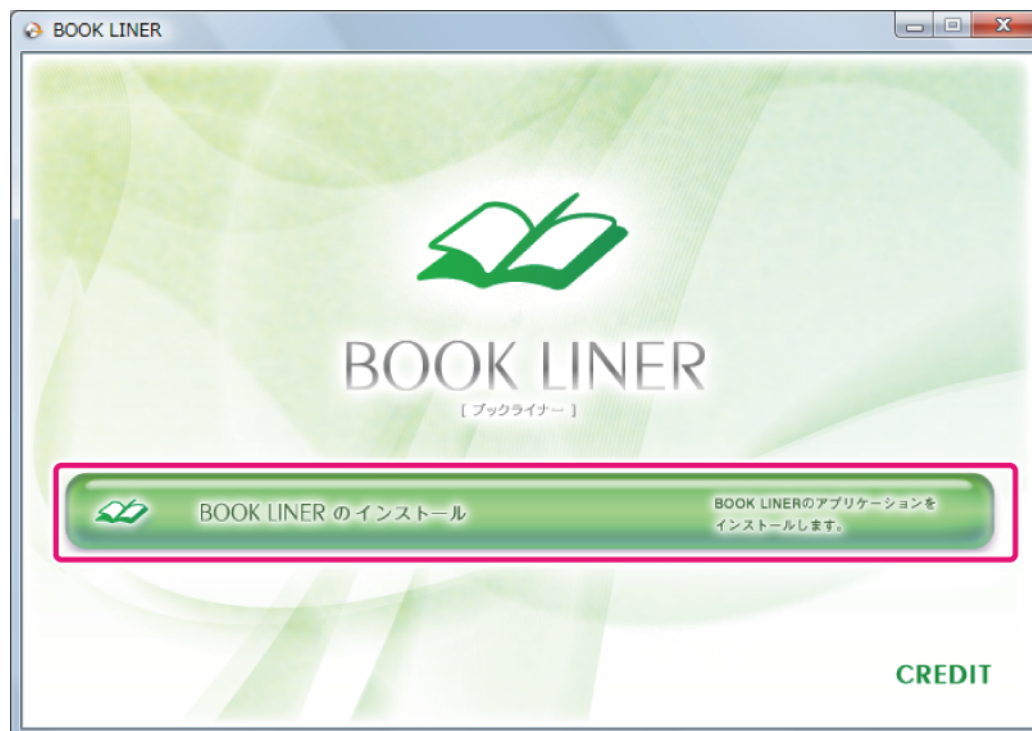 BOOK LINER
BOOK LINER
[ ブックライナー ]
BOOK LINER のインストール
BOOK LINERのアプリケーションを
インストールします。
CREDIT